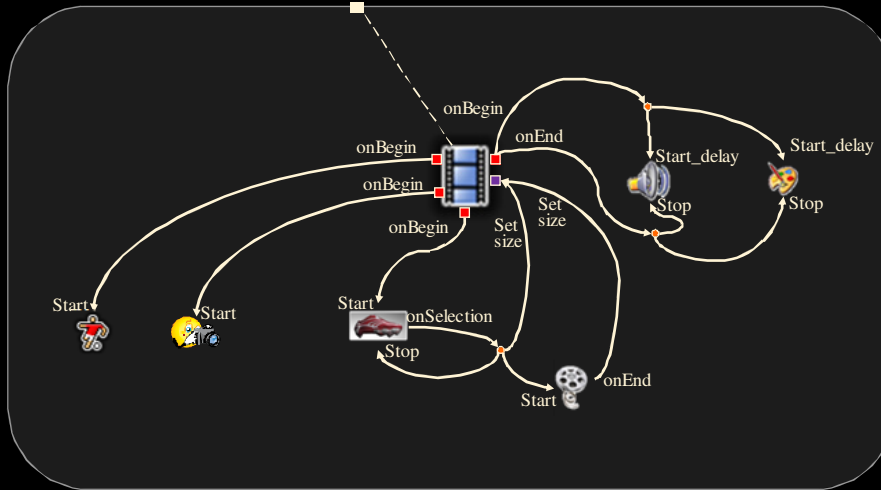 onBegin
onEnd
onBegin
Start_delay
Start_delay
onBegin
Stop
Stop
Set
size
Set
size
onBegin
Start
Start
Start
onSelection
Stop
onEnd
Start